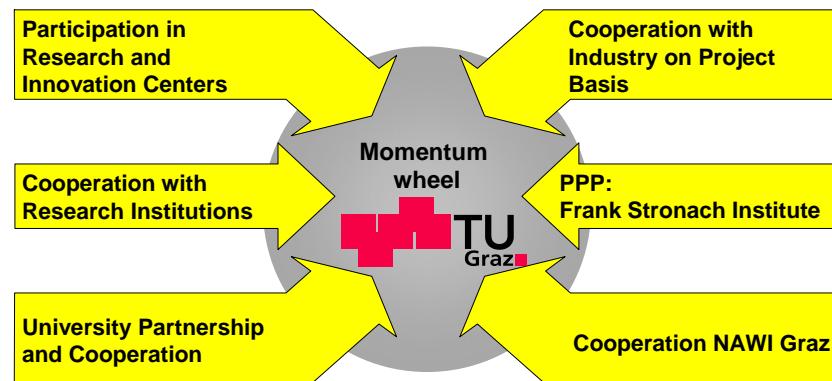 Participation in
Research and
Innovation Centers
Cooperation with
Industry on Project
Basis
Momentum
wheel
Cooperation with
Research Institutions
PPP:
Frank Stronach Institute
TU
Graz
University Partnership
and Cooperation
Cooperation NAWI Graz